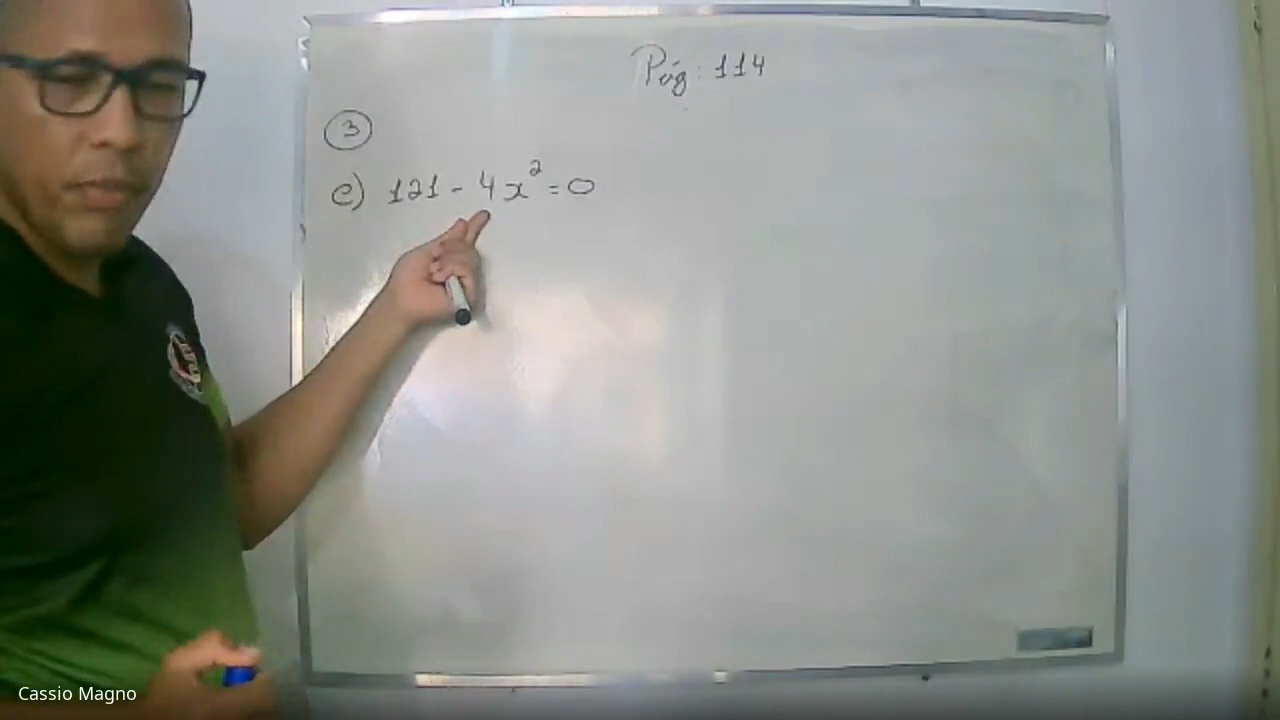 Pág: 114
3
e) 121 - 4x² = 0
Cassio Magno